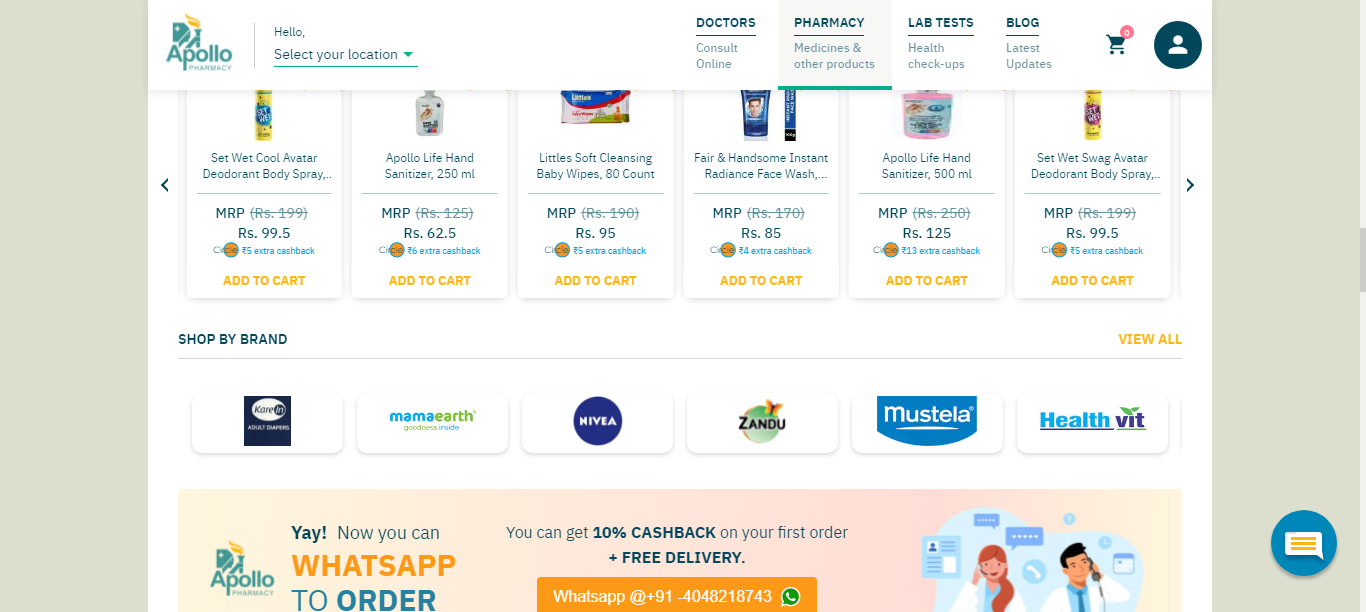 Apollo
PHARMACY
Hello,
Select your location
DOCTORS
Consult
Online
PHARMACY
Medicines &
other products
LAB TESTS
Health
check-ups
BLOG
Latest
Updates
0
Set Wet Cool Avatar
Deodorant Body Spray,..
MRP (Rs. 199)
Rs. 99.5
Circle ₹5 extra cashback
ADD TO CART
Apollo Life Hand
Sanitizer, 250 ml
MRP (Rs. 125)
Rs. 62.5
Circle ₹6 extra cashback
ADD TO CART
Littles
Littles Soft Cleansing
Baby Wipes, 80 Count
MRP (Rs. 190)
Rs. 95
Circle ₹5 extra cashback
ADD TO CART
Fair & Handsome Instant
Radiance Face Wash,...
MRP (Rs. 170)
Rs. 85
Circle ₹4 extra cashback
ADD TO CART
Apollo Life Hand
Sanitizer, 500 ml
MRP (Rs. 250)
Rs. 125
Circle ₹13 extra cashback
ADD TO CART
Set Wet Swag Avatar
Deodorant Body Spray,..
MRP (Rs. 199)
Rs. 99.5
Circle ₹5 extra cashback
ADD TO CART
SHOP BY BRAND
VIEW ALL
KareIn
ADULT DIAPERS
mamaearth
goodness inside
NIVEA
ZANDU
Mustela
Health vit
Apollo
PHARMACY
Yay! Now you can
WHATSAPP
TO ORDER
You can get 10% CASHBACK on your first order
+ FREE DELIVERY.
Whatsapp @+91 -4048218743